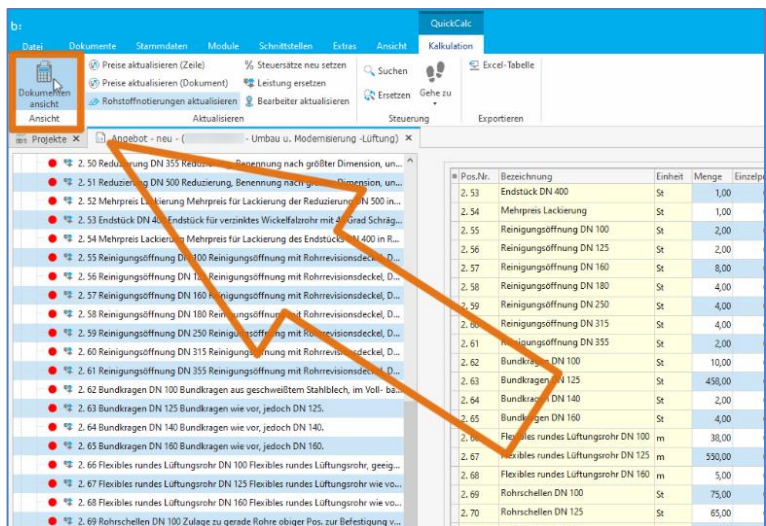 b:
QuickCalc
Datei Dokumente Stammdaten Module Schnittstellen Extras Ansicht Kalkulation
Dokumenten ansicht
Ansicht
Preise aktualisieren (Zeile)
Preise aktualisieren (Dokument)
Rohstoffnotierungen aktualisieren
% Steuersätze neu setzen
Leistung ersetzen
Bearbeiter aktualisieren
Aktualisieren
Suchen
Ersetzen
Gehe zu
Steuerung
Excel-Tabelle
Exportieren
Projekte × Angebot - neu - ( - Umbau u. Modernisierung -Lüftung) ×
2. 50 Reduzierung DN 355 Reduzierung, Benennung nach größter Dimension, un...
2. 51 Reduzierung DN 500 Reduzierung, Benennung nach größter Dimension, un...
2. 52 Mehrpreis Lackierung Mehrpreis für Lackierung der Reduzierung DN 500 in...
2. 53 Endstück DN 400 Endstück für verzinktes Wickelfalzrohr mit 45 Grad Schräg...
2. 54 Mehrpreis Lackierung Mehrpreis für Lackierung des Endstücks DN 400 in R...
2. 55 Reinigungsöffnung DN 100 Reinigungsöffnung mit Rohrrevisionsdeckel, D...
2. 56 Reinigungsöffnung DN 125 Reinigungsöffnung mit Rohrrevisionsdeckel, D...
2. 57 Reinigungsöffnung DN 160 Reinigungsöffnung mit Rohrrevisionsdeckel, D...
2. 58 Reinigungsöffnung DN 180 Reinigungsöffnung mit Rohrrevisionsdeckel, D...
2. 59 Reinigungsöffnung DN 250 Reinigungsöffnung mit Rohrrevisionsdeckel, D...
2. 60 Reinigungsöffnung DN 315 Reinigungsöffnung mit Rohrrevisionsdeckel, D...
2. 61 Reinigungsöffnung DN 355 Reinigungsöffnung mit Rohrrevisionsdeckel, D...
2. 62 Bundkragen DN 100 Bundkragen aus geschweißtem Stahlblech, im Voll- ba...
2. 63 Bundkragen DN 125 Bundkragen wie vor, jedoch DN 125.
2. 64 Bundkragen DN 140 Bundkragen wie vor, jedoch DN 140.
2. 65 Bundkragen DN 160 Bundkragen wie vor, jedoch DN 160.
2. 66 Flexibles rundes Lüftungsrohr DN 100 Flexibles rundes Lüftungsrohr, geeig...
2. 67 Flexibles rundes Lüftungsrohr DN 125 Flexibles rundes Lüftungsrohr wie vo...
2. 68 Flexibles rundes Lüftungsrohr DN 160 Flexibles rundes Lüftungsrohr wie vo...
2. 69 Rohrschellen DN 100 Zulage zu gerade Rohre obiger Pos. zur Befestigung v...
Pos.Nr. Bezeichnung Einheit Menge Einzelpr
2. 53 Endstück DN 400 St 1,00
2. 54 Mehrpreis Lackierung St 1,00
2. 55 Reinigungsöffnung DN 100 St 2,00
2. 56 Reinigungsöffnung DN 125 St 2,00
2. 57 Reinigungsöffnung DN 160 St 8,00
2. 58 Reinigungsöffnung DN 180 St 4,00
2. 59 Reinigungsöffnung DN 250 St 4,00
2. 60 Reinigungsöffnung DN 315 St 4,00
2. 61 Reinigungsöffnung DN 355 St 2,00
2. 62 Bundkragen DN 100 St 10,00
2. 63 Bundkragen DN 125 St 458,00
2. 64 Bundkragen DN 140 St 2,00
2. 65 Bundkragen DN 160 St 4,00
2. 66 Flexibles rundes Lüftungsrohr DN 100 m 38,00
2. 67 Flexibles rundes Lüftungsrohr DN 125 m 550,00
2. 68 Flexibles rundes Lüftungsrohr DN 160 m 5,00
2. 69 Rohrschellen DN 100 St 75,00
2. 70 Rohrschellen DN 125 St 65,00